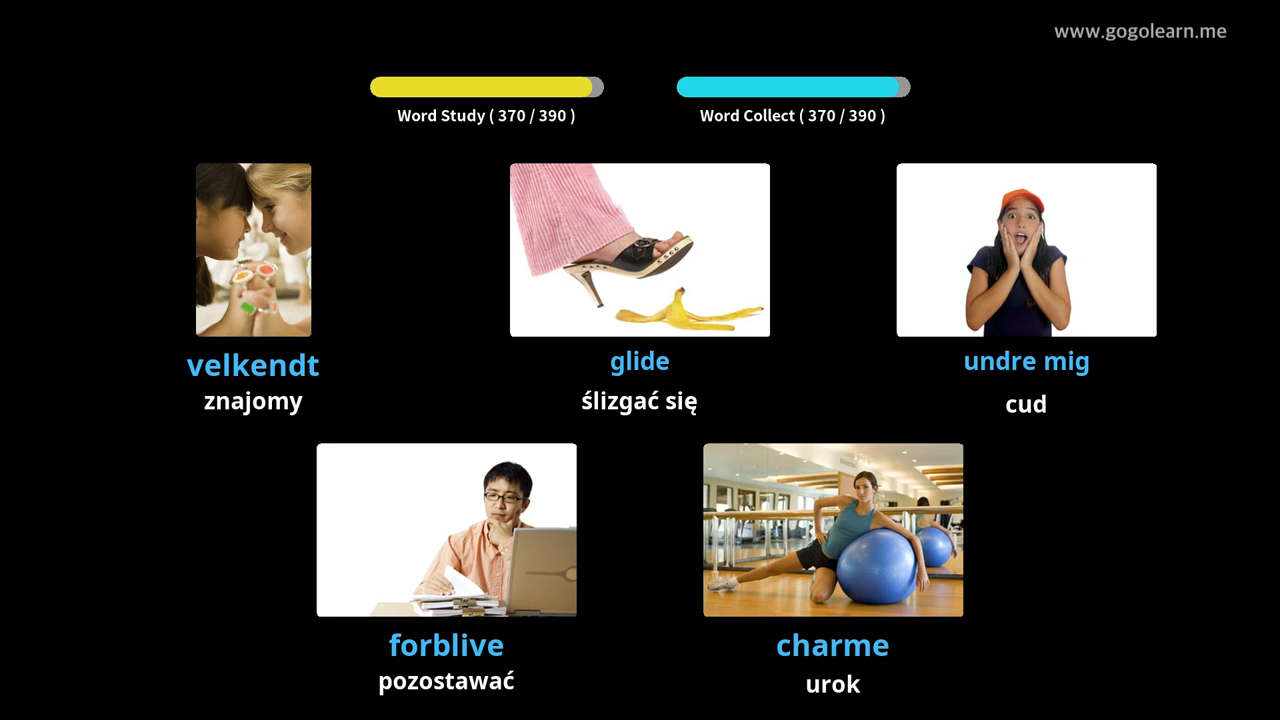 www.gogolearn.me
Word Study ( 370 / 390 )
Word Collect ( 370 / 390 )
velkendt
znajomy
glide
ślizgać się
undre mig
cud
forblive
pozostawać
charme
urok